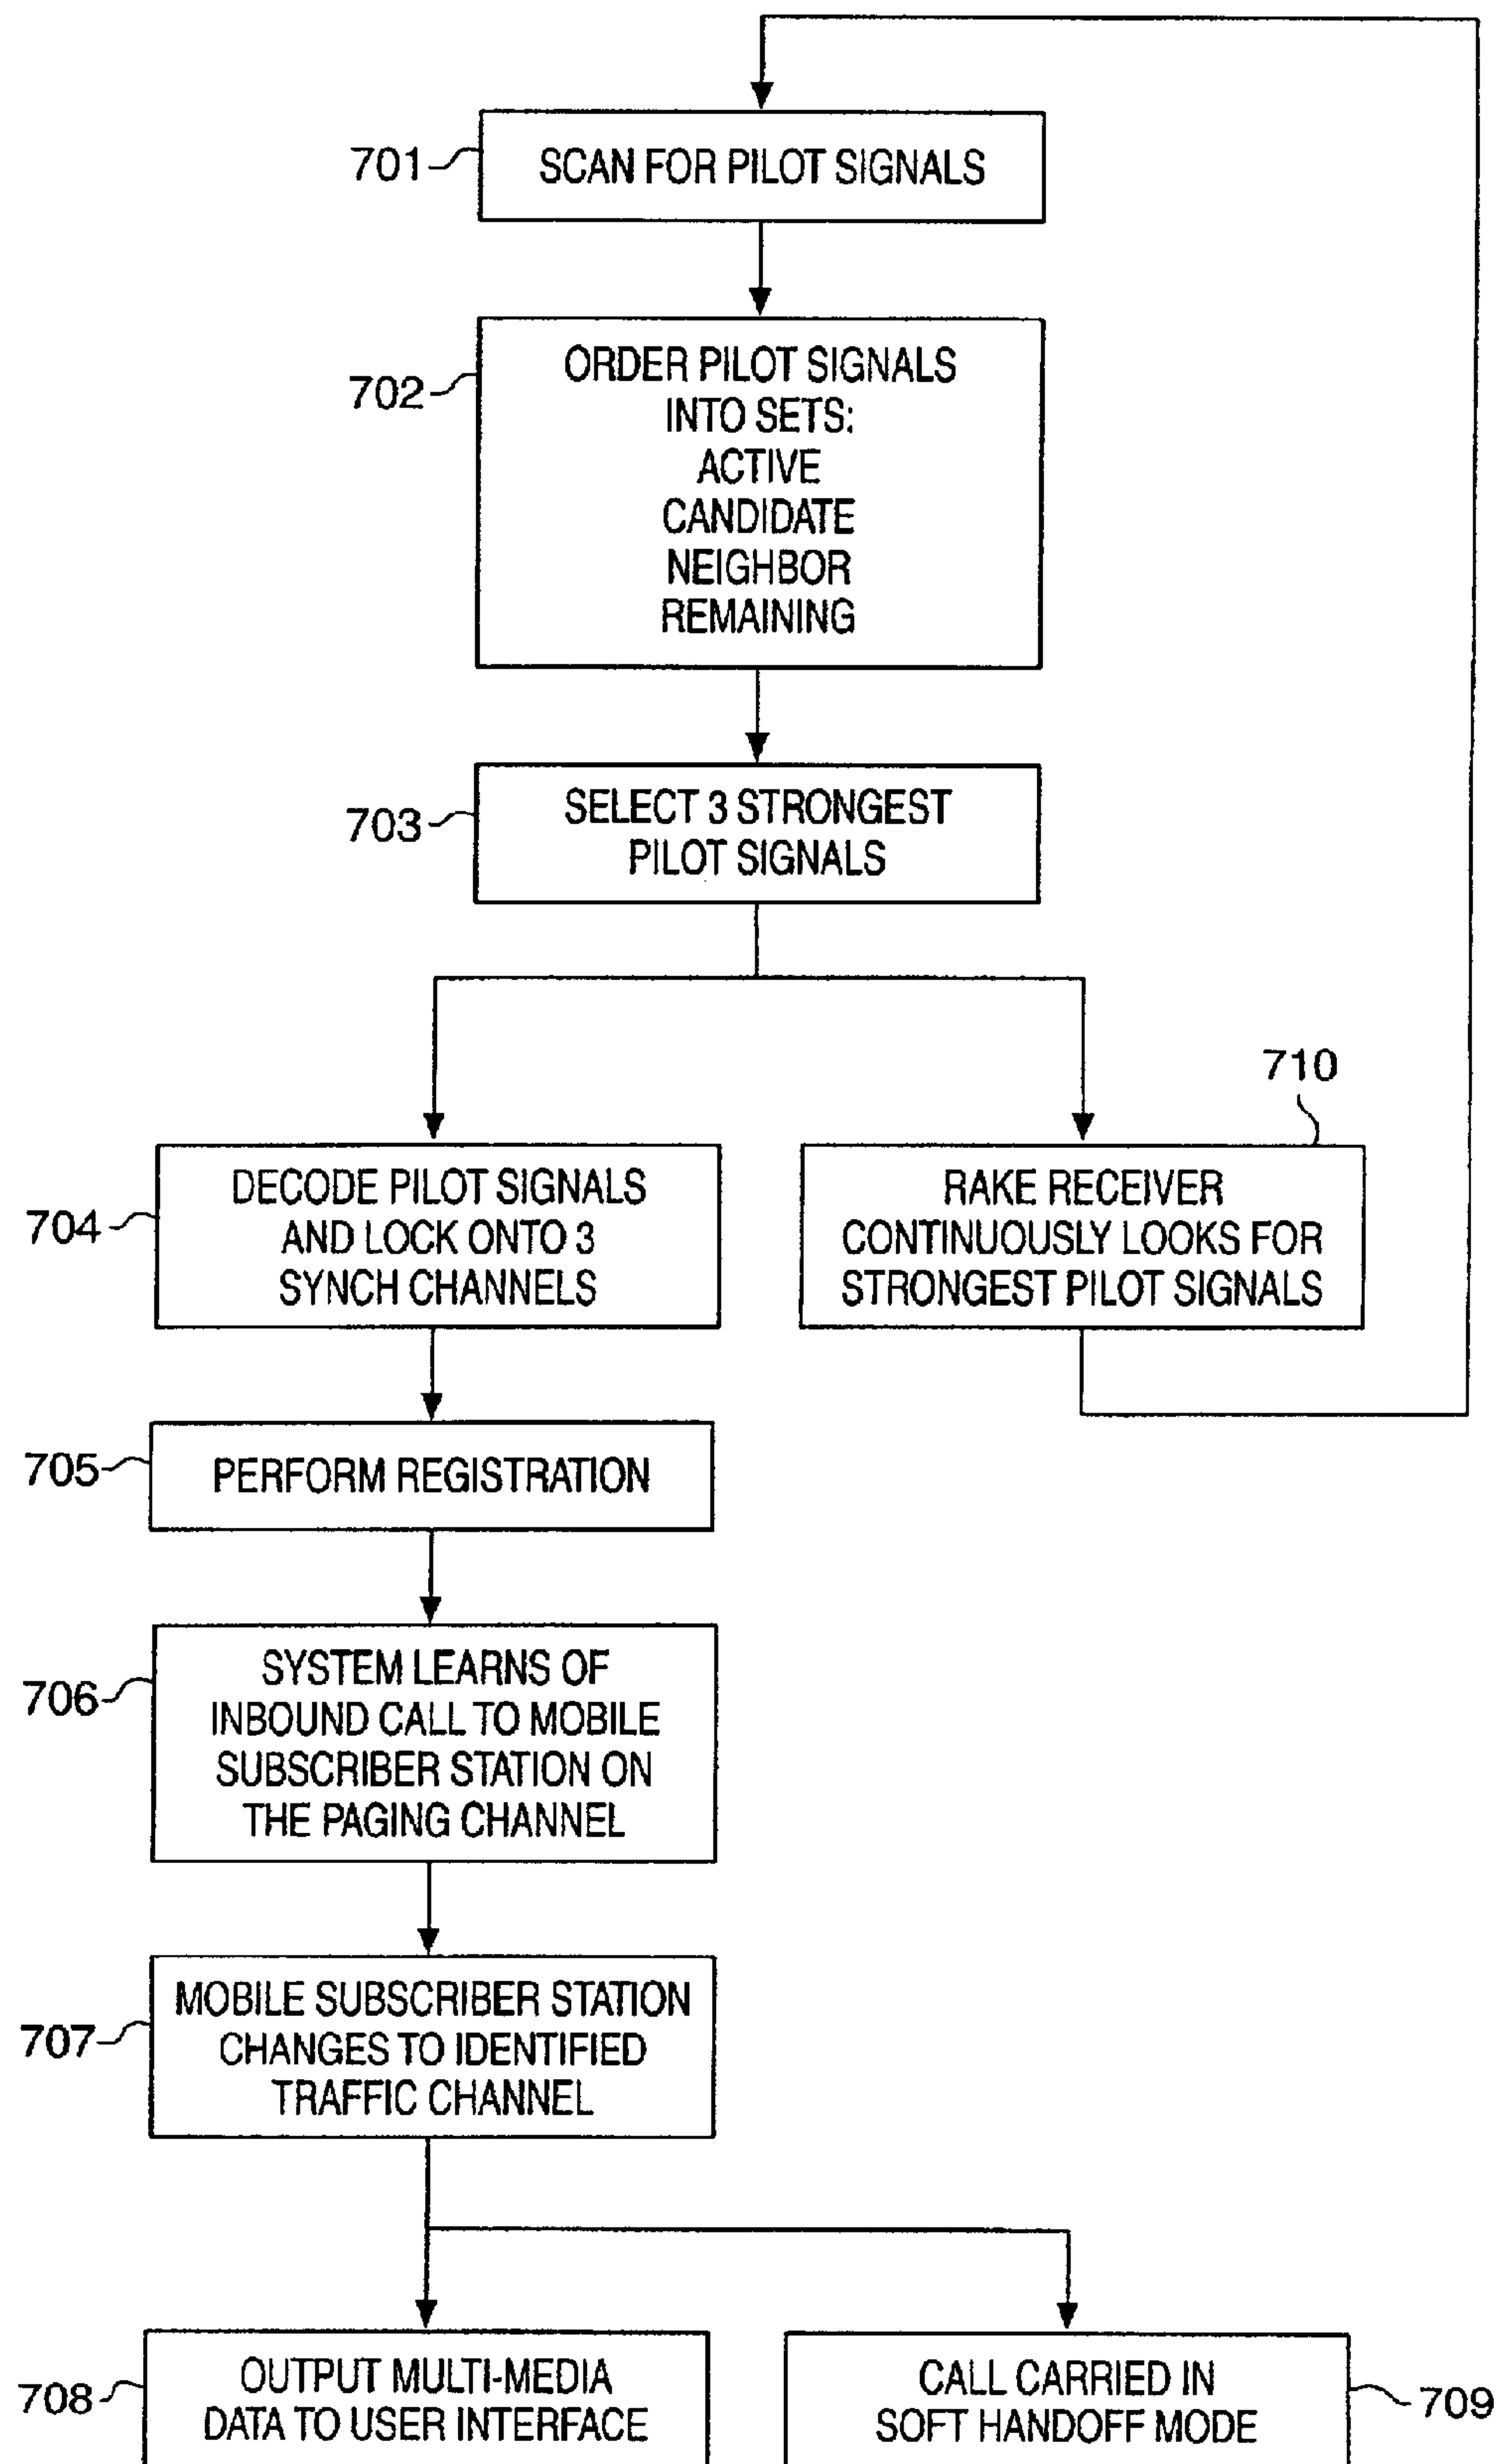 701
SCAN FOR PILOT SIGNALS
702
ORDER PILOT SIGNALS
INTO SETS:
ACTIVE
CANDIDATE
NEIGHBOR
REMAINING
703
SELECT 3 STRONGEST
PILOT SIGNALS
704
DECODE PILOT SIGNALS
AND LOCK ONTO 3
SYNCH CHANNELS
710
RAKE RECEIVER
CONTINUOUSLY LOOKS FOR
STRONGEST PILOT SIGNALS
705
PERFORM REGISTRATION
706
SYSTEM LEARNS OF
INBOUND CALL TO MOBILE
SUBSCRIBER STATION ON
THE PAGING CHANNEL
707
MOBILE SUBSCRIBER STATION
CHANGES TO IDENTIFIED
TRAFFIC CHANNEL
708
OUTPUT MULTI-MEDIA
DATA TO USER INTERFACE
CALL CARRIED IN
SOFT HANDOFF MODE
709